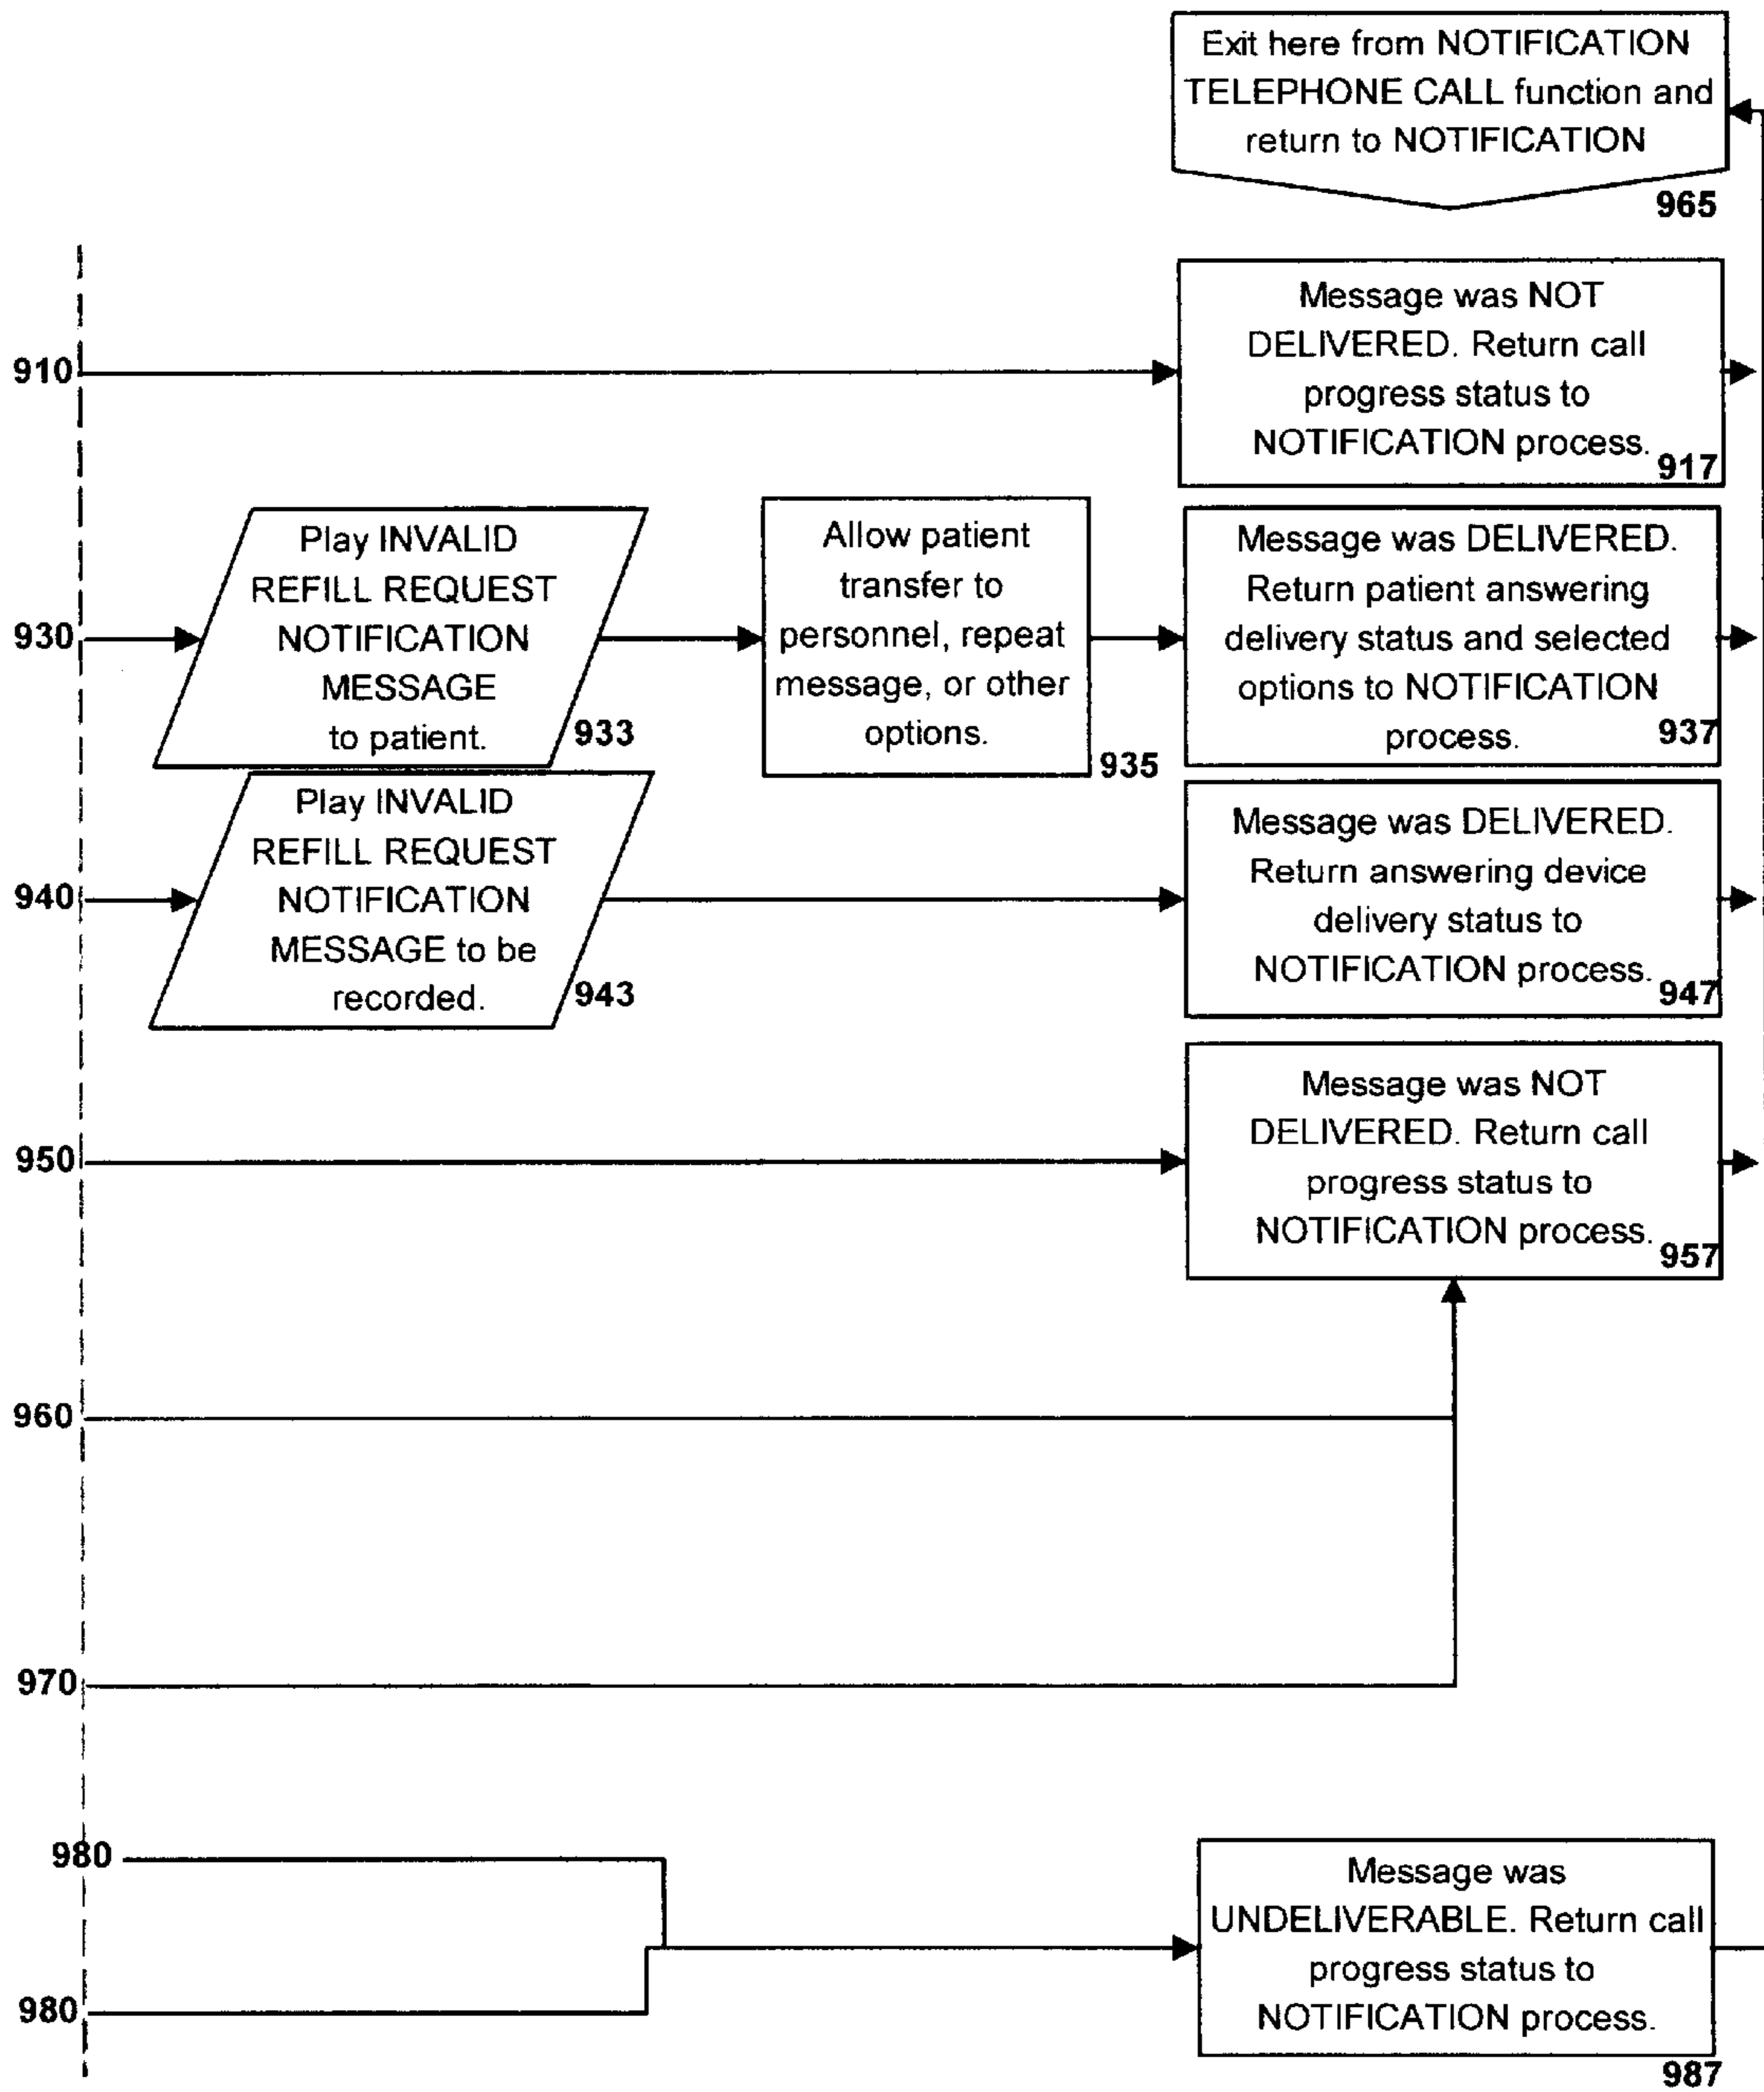 Exit here from NOTIFICATION
TELEPHONE CALL function and
return to NOTIFICATION
965
910
Message was NOT
DELIVERED. Return call
progress status to
NOTIFICATION process.
917
930
Play INVALID
REFILL REQUEST
NOTIFICATION
MESSAGE
to patient.
933
Allow patient
transfer to
personnel, repeat
message, or other
options.
935
Message was DELIVERED.
Return patient answering
delivery status and selected
options to NOTIFICATION
process.
937
940
Play INVALID
REFILL REQUEST
NOTIFICATION
MESSAGE to be
recorded.
943
Message was DELIVERED.
Return answering device
delivery status to
NOTIFICATION process.
947
950
Message was NOT
DELIVERED. Return call
progress status to
NOTIFICATION process.
957
960
970
980
980
Message was
UNDELIVERABLE. Return call
progress status to
NOTIFICATION process.
987